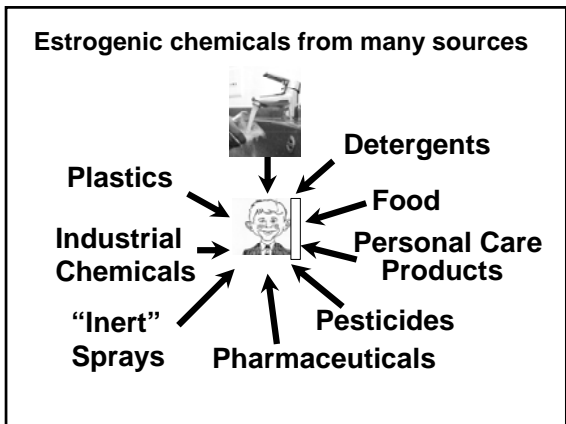 Estrogenic chemicals from many sources
Detergents
Plastics
Food
Industrial
Chemicals
Personal Care
Products
“Inert”
Sprays
Pesticides
Pharmaceuticals